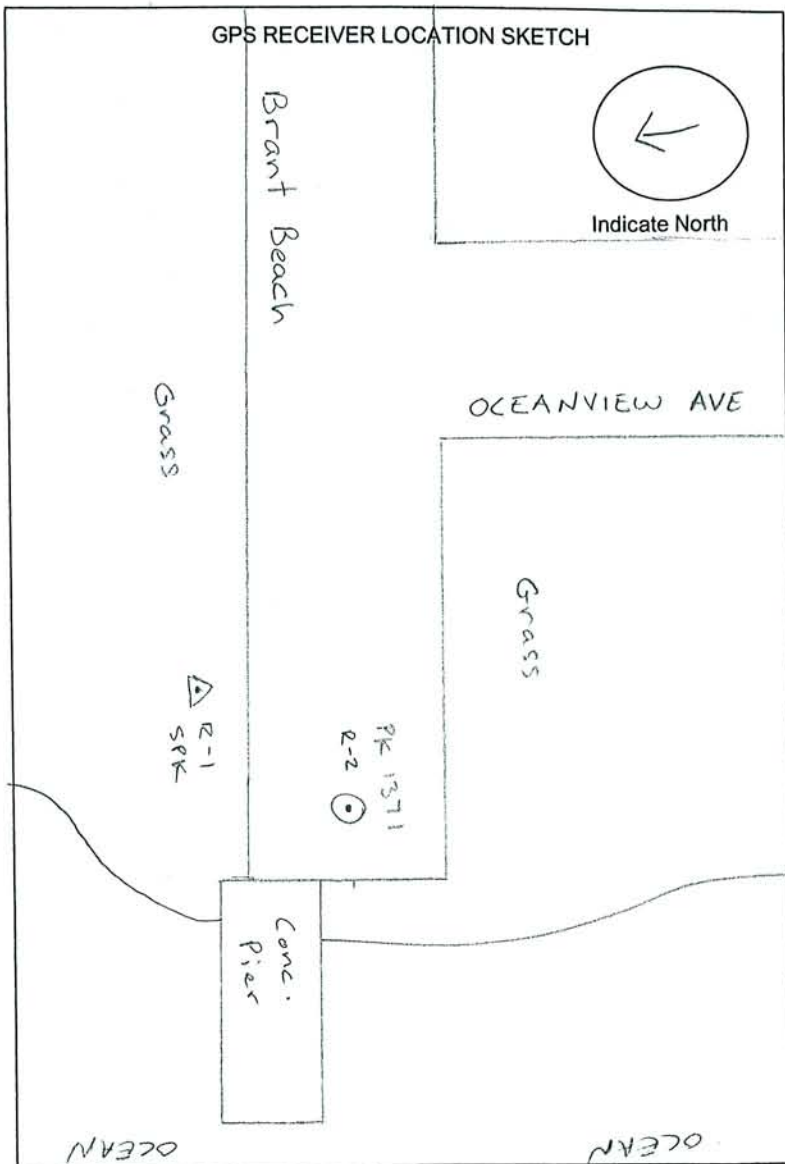 GPS RECEIVER LOCATION SKETCH
Indicate North
Brant Beach
OCEANVIEW AVE
Grass
Grass
R-1
SPK
PK 1371
R-2
Conc.
Pier
OCEAN
OCEAN